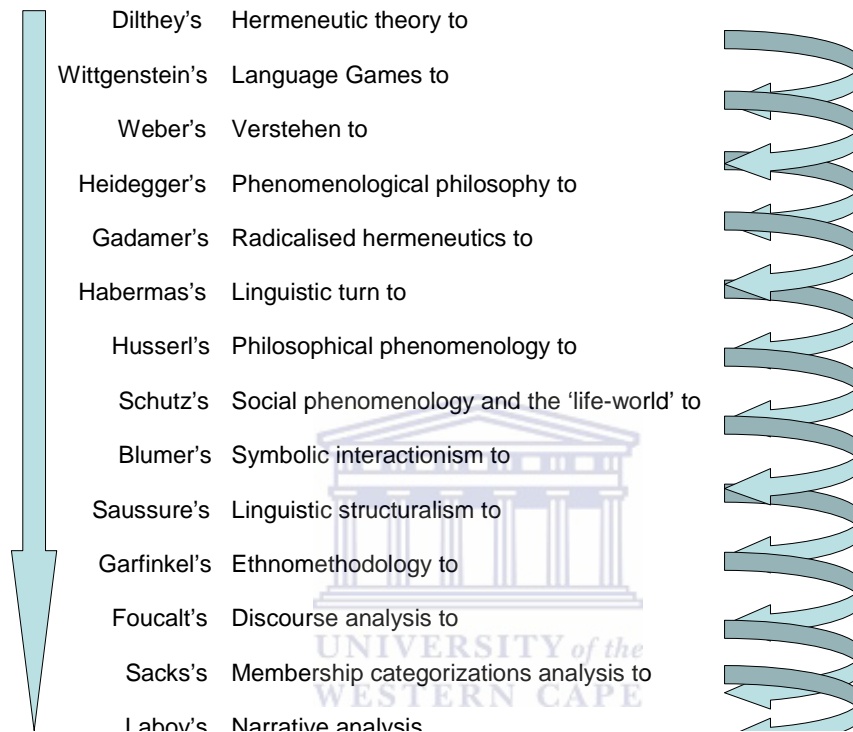 Dilthey’s Hermeneutic theory to
Wittgenstein’s Language Games to
Weber’s Verstehen to
Heidegger’s Phenomenological philosophy to
Gadamer’s Radicalised hermeneutics to
Habermas’s Linguistic turn to
Husserl’s Philosophical phenomenology to
Schutz’s Social phenomenology and the ‘life-world’ to
Blumer’s Symbolic interactionism to
Saussure’s Linguistic structuralism to
Garfinkel’s Ethnomethodology to
Foucalt’s Discourse analysis to
UNIVERSITY of the
Sacks’s Membership categorizations analysis to
WESTERN CAPE
Labov’s Narrative analysis